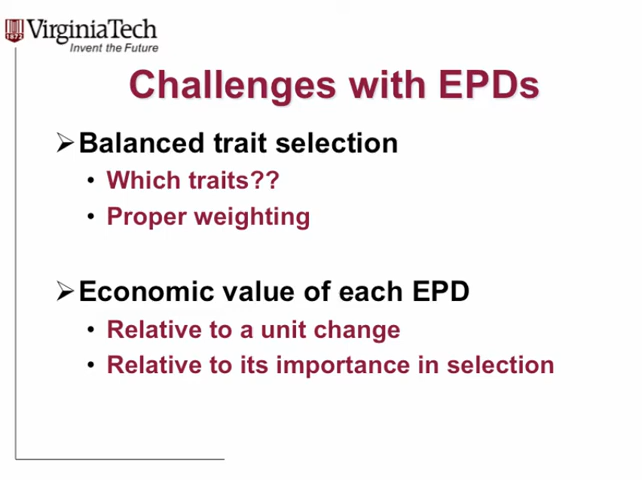 VirginiaTech
1872
Invent the Future
Challenges with EPDs
Balanced trait selection
• Which traits??
• Proper weighting
Economic value of each EPD
• Relative to a unit change
• Relative to its importance in selection